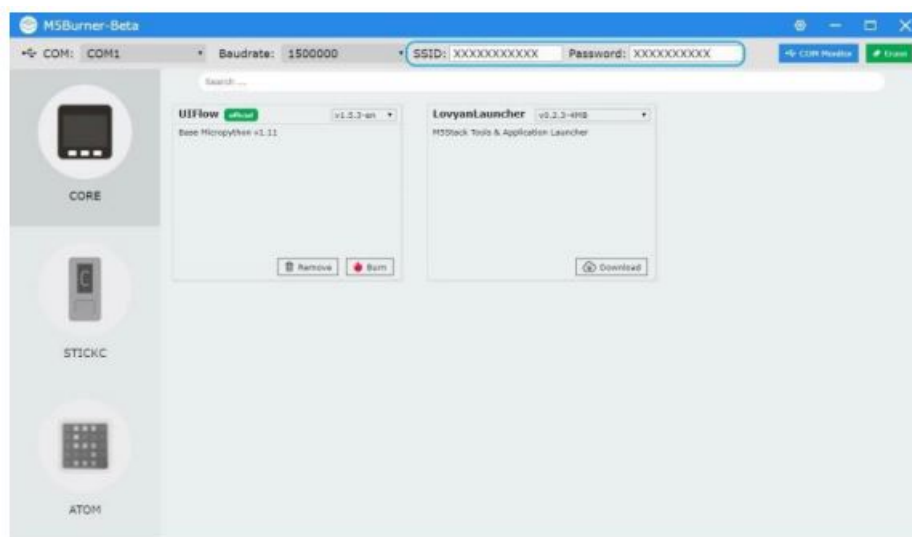 M5Burner-Beta
COM: COM1 Baudrate: 1500000 SSID: XXXXXXXXXXX Password: XXXXXXXXXX COM Monitor Erase
Search ...
UIFlow official v1.5.3-en LovyanLauncher v0.2.3-4MB
Base Micropython v1.11 M5Stack Tools & Application Launcher
CORE
Remove Burn Download
C
STICKC
ATOM